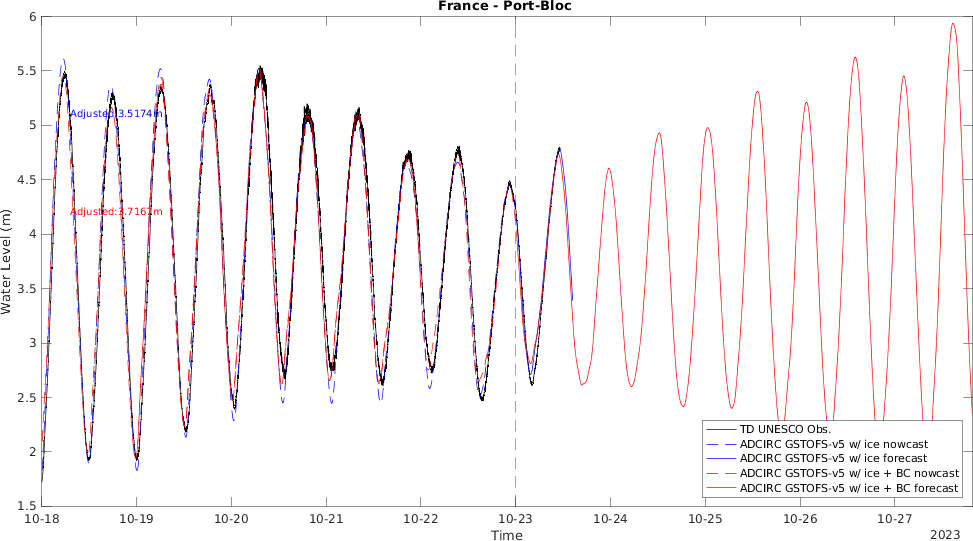 France - Port-Bloc
6
5.5
5
4.5
4
3.5
3
2.5
2
1.5
Water Level (m)
Adjusted:3.5174m
Adjusted:3.7167m
TD UNESCO Obs.
ADCIRC GSTOFS-v5 w/ ice nowcast
ADCIRC GSTOFS-v5 w/ ice forecast
ADCIRC GSTOFS-v5 w/ ice + BC nowcast
ADCIRC GSTOFS-v5 w/ ice + BC forecast
10-18 10-19 10-20 10-21 10-22 10-23 10-24 10-25 10-26 10-27
Time
2023